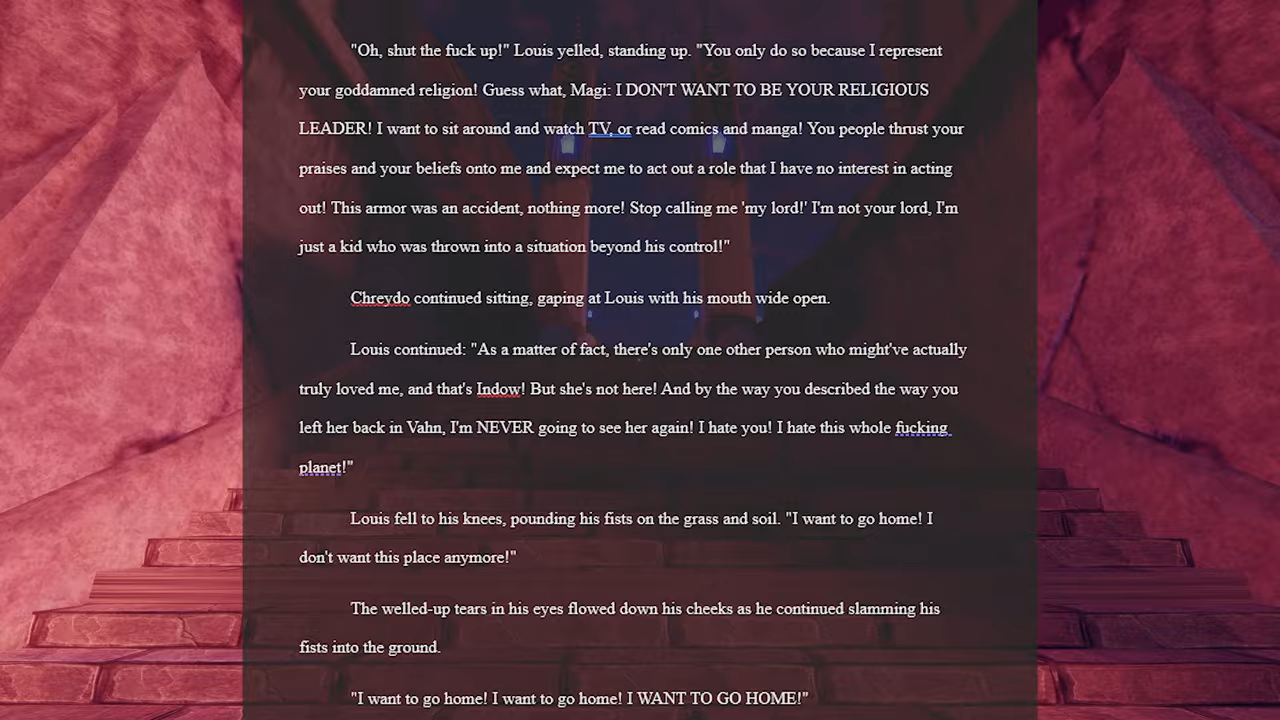 "Oh, shut the fuck up!" Louis yelled, standing up. "You only do so because I represent
your goddamned religion! Guess what, Magi: I DON'T WANT TO BE YOUR RELIGIOUS
LEADER! I want to sit around and watch TV, or read comics and manga! You people thrust your
praises and your beliefs onto me and expect me to act out a role that I have no interest in acting
out! This armor was an accident, nothing more! Stop calling me 'my lord!' I'm not your lord, I'm
just a kid who was thrown into a situation beyond his control!"
Chreydo continued sitting, gaping at Louis with his mouth wide open.
Louis continued: "As a matter of fact, there's only one other person who might've actually
truly loved me, and that's Indow! But she's not here! And by the way you described the way you
left her back in Vahn, I'm NEVER going to see her again! I hate you! I hate this whole fucking
planet!"
Louis fell to his knees, pounding his fists on the grass and soil. "I want to go home! I
don't want this place anymore!"
The welled-up tears in his eyes flowed down his cheeks as he continued slamming his
fists into the ground.
"I want to go home! I want to go home! I WANT TO GO HOME!"